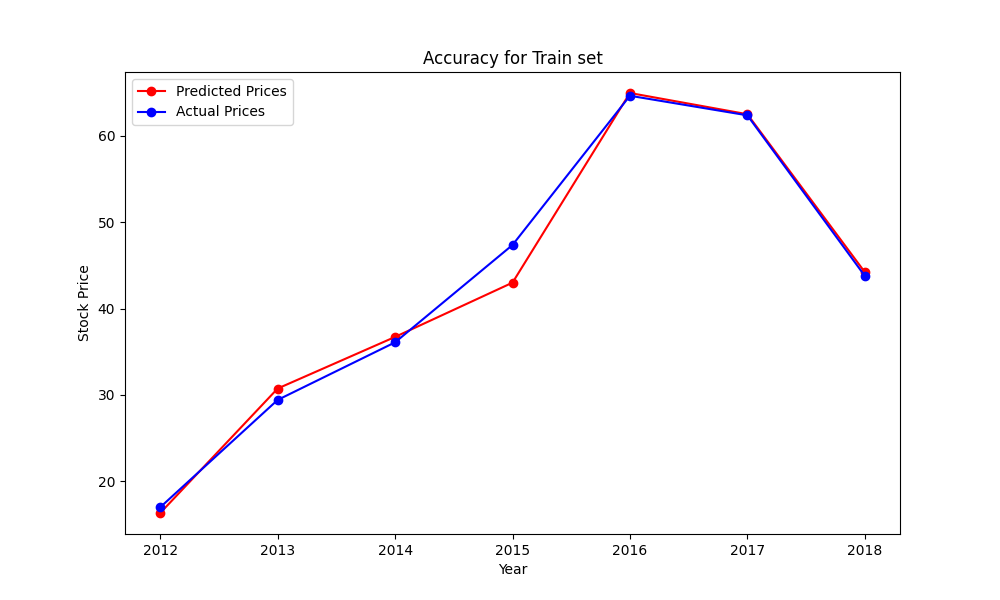 Accuracy for Train set
Predicted Prices
Actual Prices
60
50
40
30
20
Stock Price
2012 2013 2014 2015 2016 2017 2018
Year